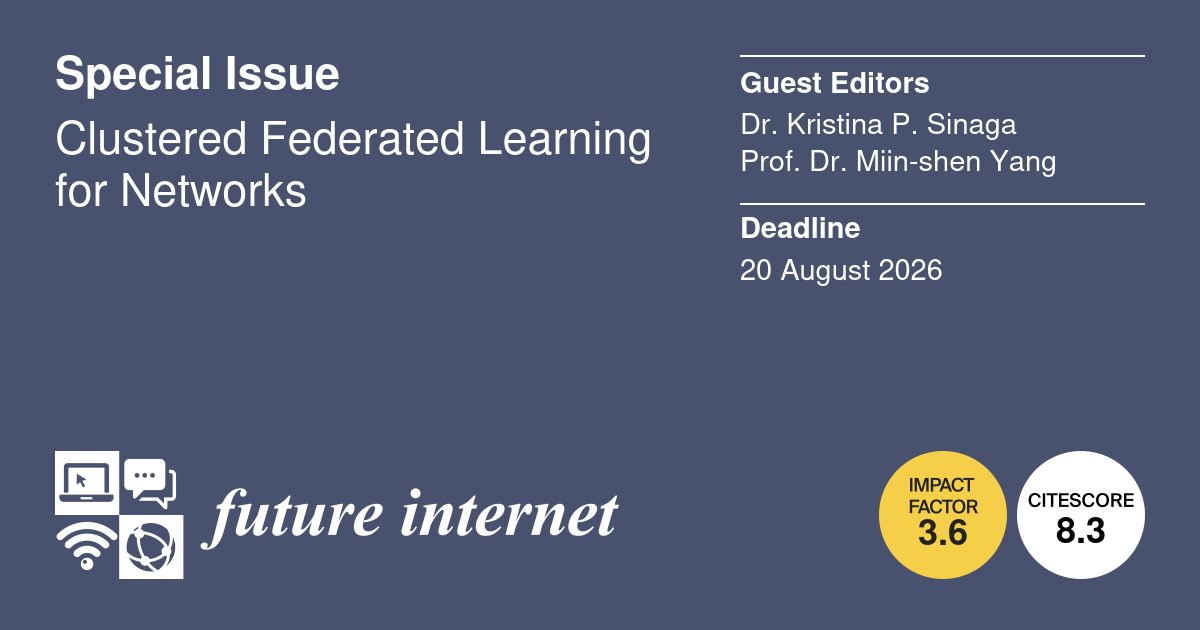 Special Issue
Clustered Federated Learning
for Networks
Guest Editors
Dr. Kristina P. Sinaga
Prof. Dr. Miin-shen Yang
Deadline
20 August 2026
future internet
IMPACT
FACTOR
3.6
CITESCORE
8.3